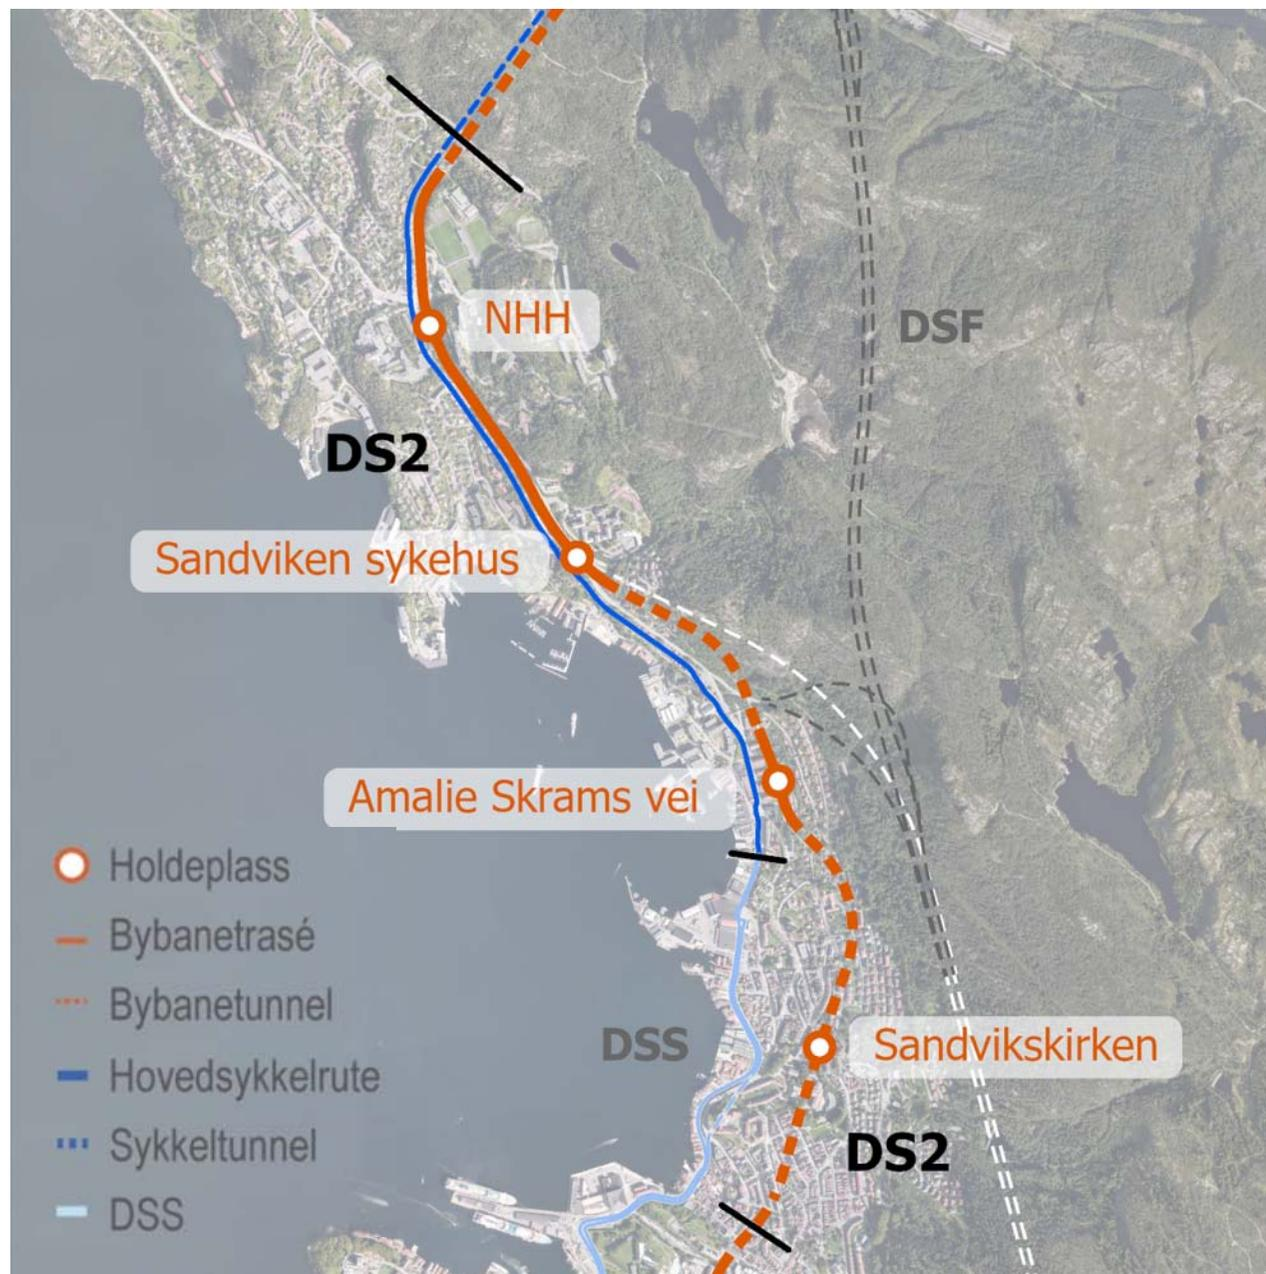 DSF
NHH
DS2
Sandviken sykehus
Amalie Skrams vei
Holdeplass
Bybanetrasé
Bybanetunnel
DSS
Sandvikskirken
Hovedsykkelrute
Sykkeltunnel
DS2
DSS